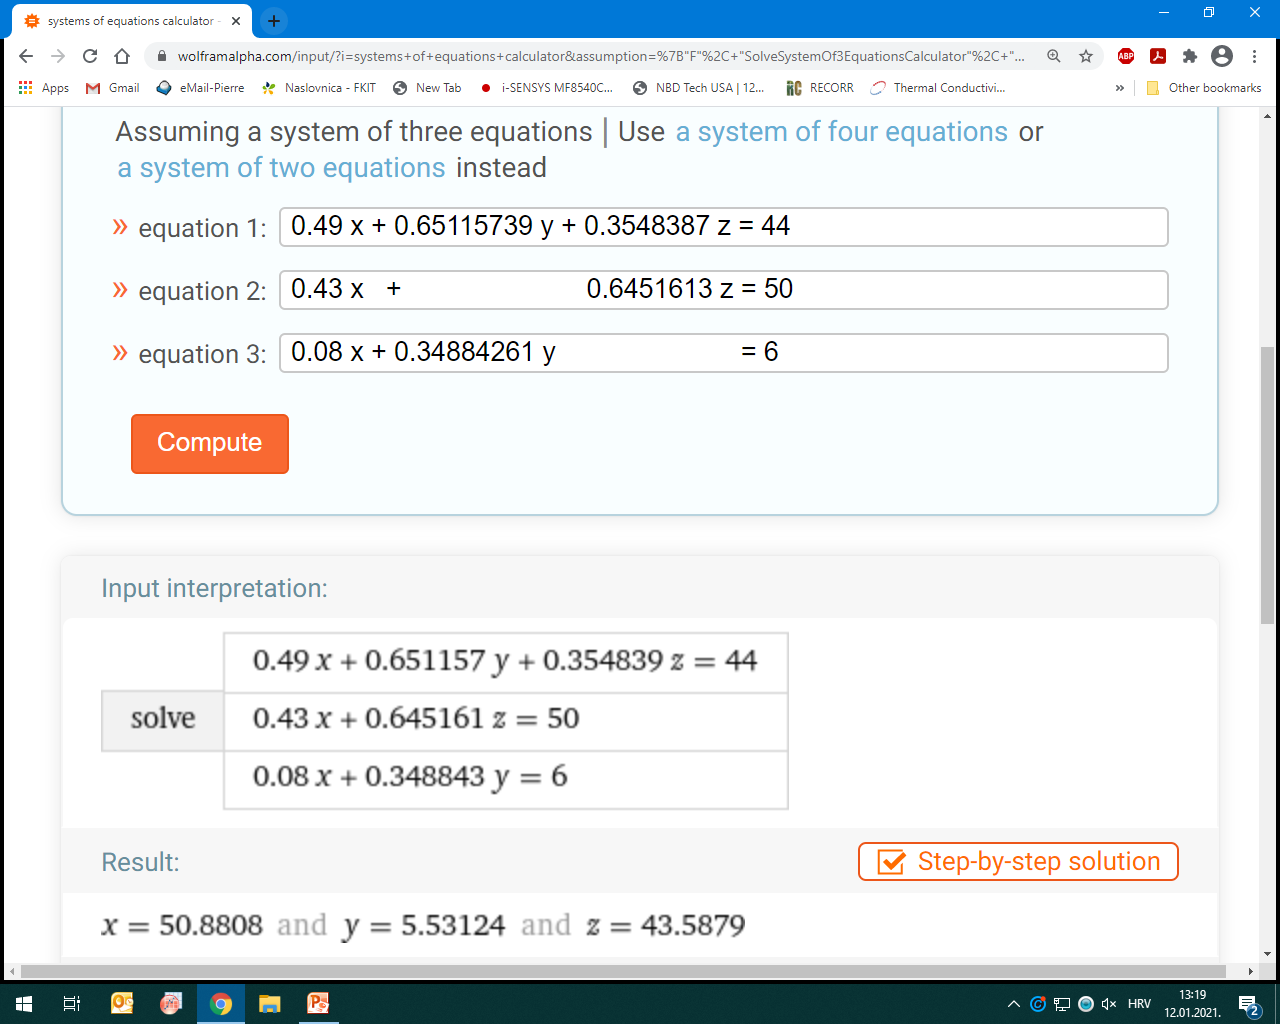 systems of equations calculator -
wolframalpha.com/input/?i=systems+of+equations+calculator&assumption=%7B"F"%2C+"SolveSystemOf3EquationsCalculator"%2C+"...
ABP
Apps Gmail eMail-Pierre Naslovnica - FKIT New Tab i-SENSYS MF8540C... NBD Tech USA | 12... RECORR Thermal Conductivi... » Other bookmarks
Assuming a system of three equations | Use a system of four equations or
a system of two equations instead
» equation 1: 0.49 x + 0.65115739 y + 0.3548387 z = 44
» equation 2: 0.43 x + 0.6451613 z = 50
» equation 3: 0.08 x + 0.34884261 y = 6
Compute
Input interpretation:
solve
0.49 x + 0.651157 y + 0.354839 z = 44
0.43 x + 0.645161 z = 50
0.08 x + 0.348843 y = 6
Result:
Step-by-step solution
x = 50.8808 and y = 5.53124 and z = 43.5879
HRV
13:19
12.01.2021.
2